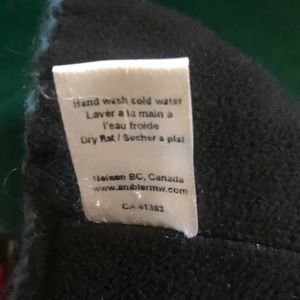 Hand wash cold water
Laver a la main a
l'eau froide
Dry flat / Secher a plat
Nelson BC, Canada
www.amblermw.com
CA 41383